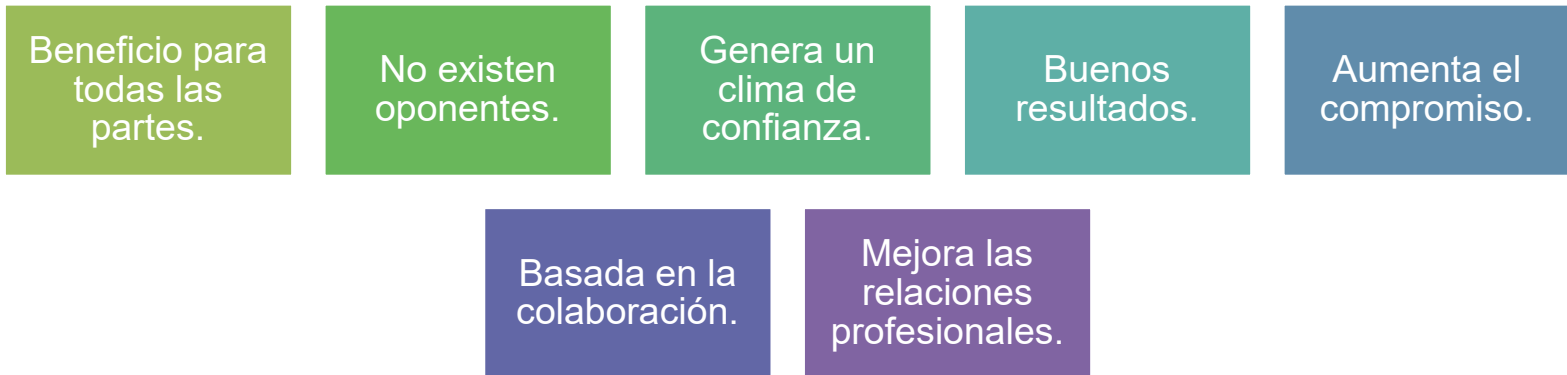 Beneficio para
todas las
partes.
No existen
oponentes.
Genera un
clima de
confianza.
Buenos
resultados.
Aumenta el
compromiso.
Basada en la
colaboración.
Mejora las
relaciones
profesionales.